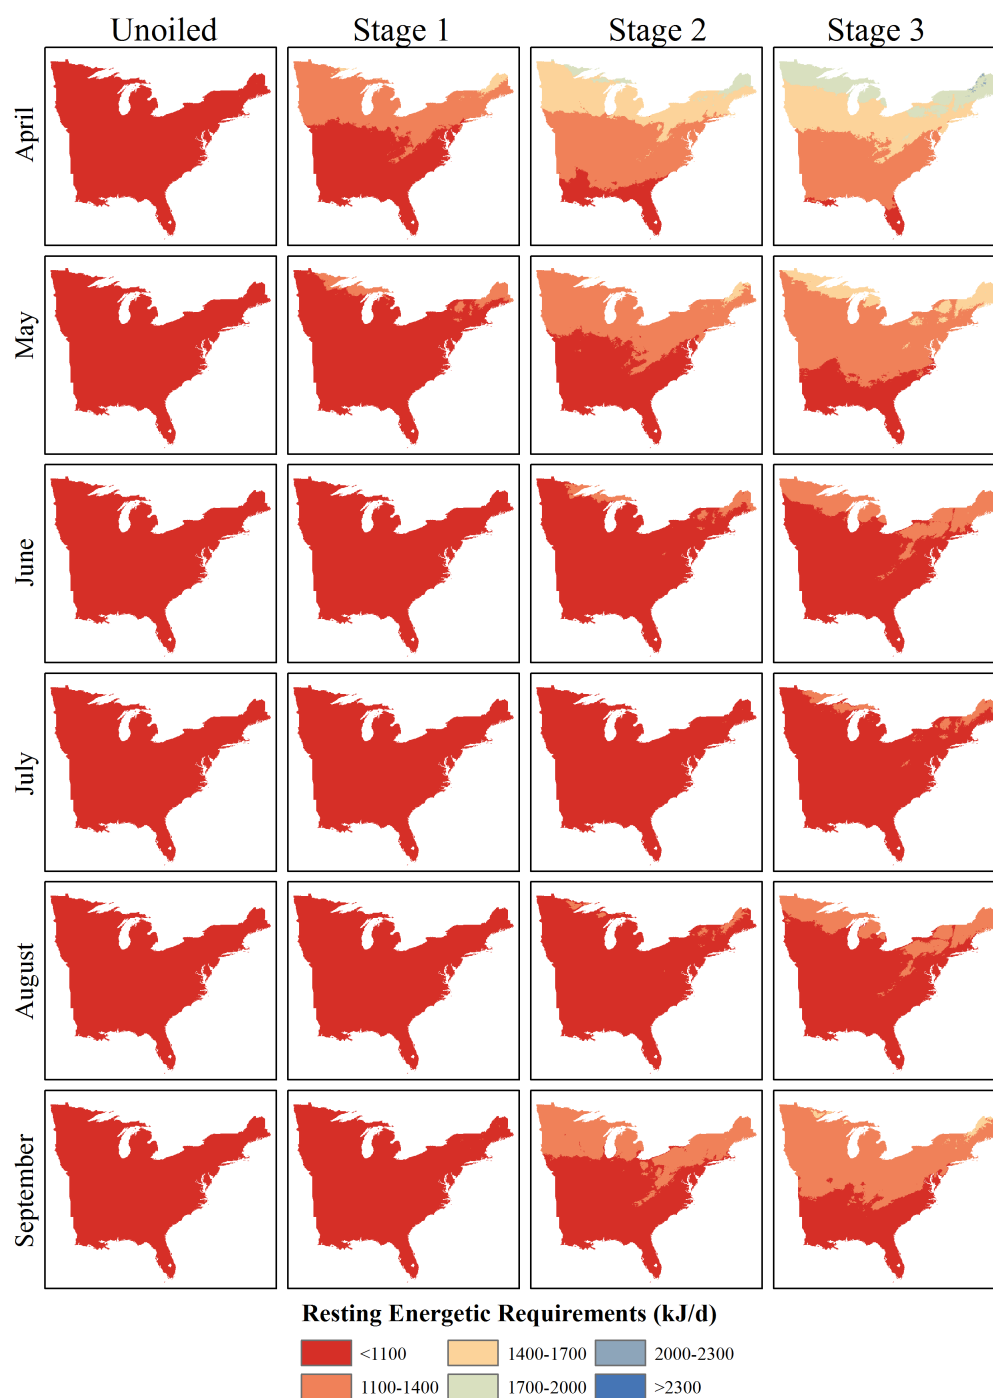 Unoiled Stage 1 Stage 2 Stage 3
April
May
June
July
August
September
Resting Energetic Requirements (kJ/d)
<1100 1400-1700 2000-2300
1100-1400 1700-2000 >2300